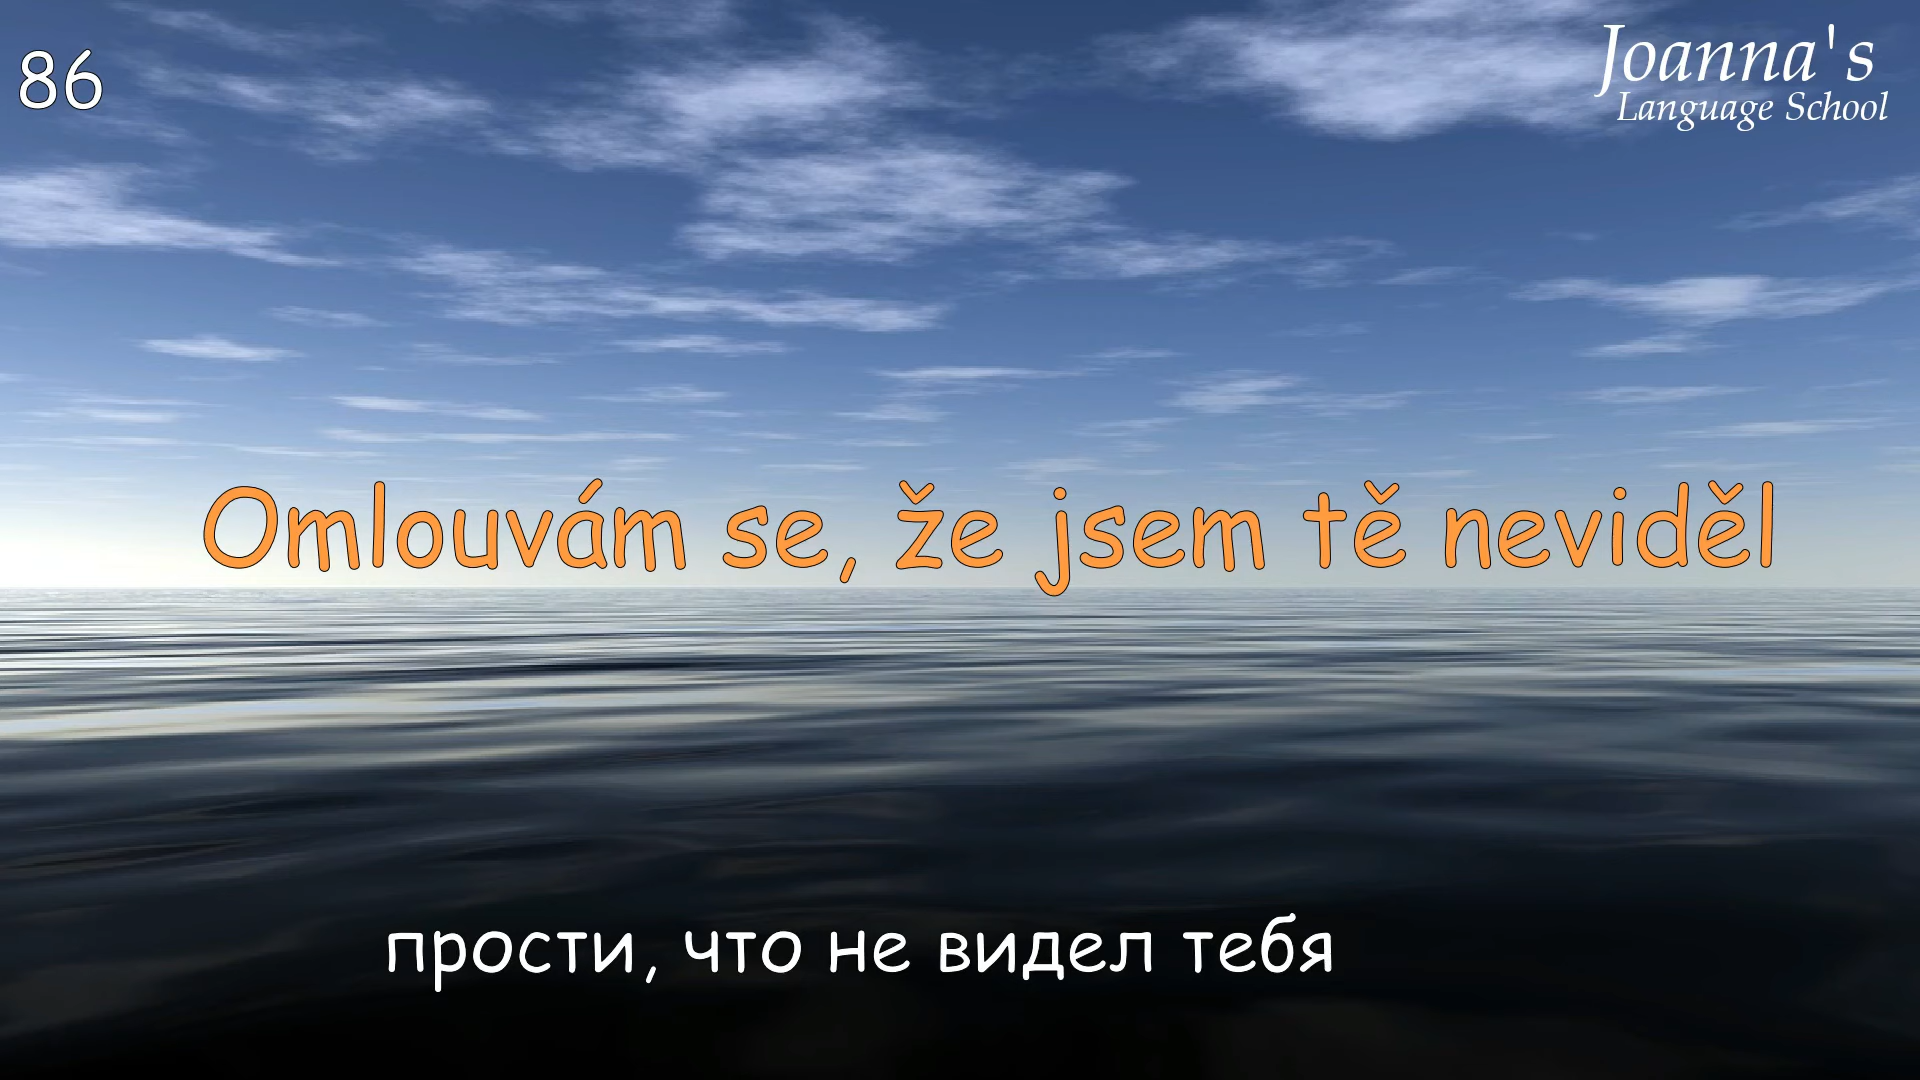 86
Joanna's
Language School
Omlouvám se, že jsem tě neviděl
прости, что не видел тебя